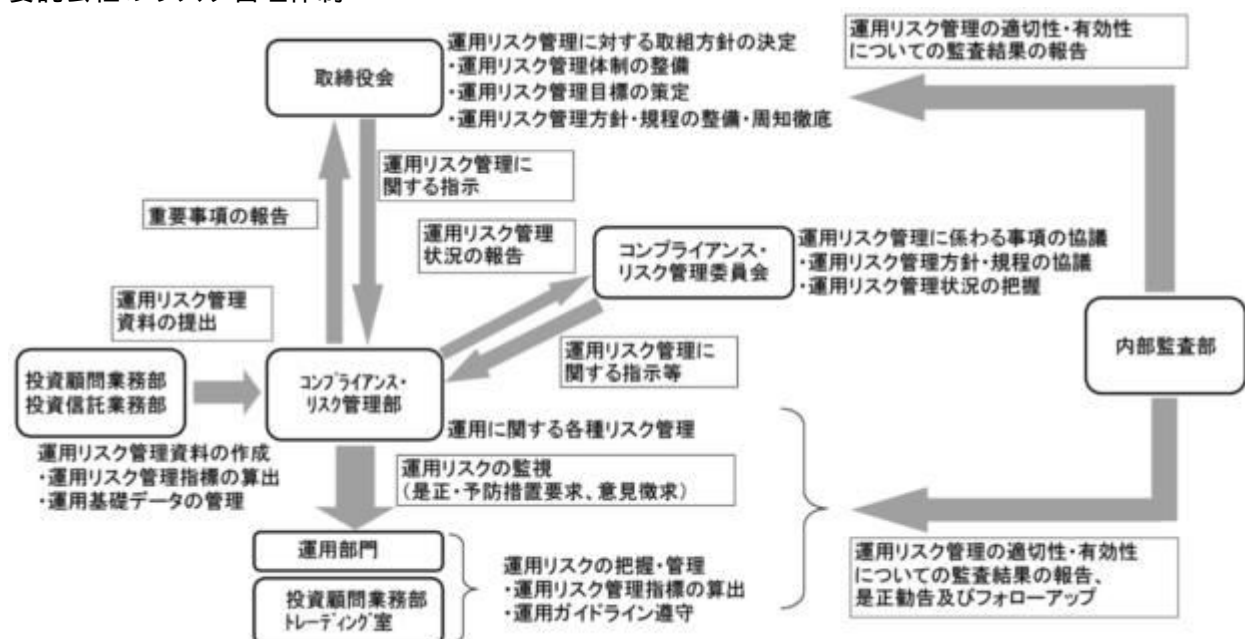 取締役会
運用リスク管理に対する取組方針の決定
・運用リスク管理体制の整備
・運用リスク管理目標の策定
・運用リスク管理方針・規程の整備・周知徹底
運用リスク管理の適切性・有効性
についての監査結果の報告
運用リスク管理に
関する指示
重要事項の報告
運用リスク管理
状況の報告
コンプライアンス・
リスク管理委員会
運用リスク管理に係わる事項の協議
・運用リスク管理方針・規程の協議
・運用リスク管理状況の把握
運用リスク管理
資料の提出
運用リスク管理に
関する指示等
内部監査部
投資顧問業務部
投資信託業務部
コンプライアンス・
リスク管理部
運用に関する各種リスク管理
運用リスク管理資料の作成
・運用リスク管理指標の算出
・運用基礎データの管理
運用リスクの監視
(是正・予防措置要求、意見徴求)
運用部門
投資顧問業務部
トレーディング室
運用リスクの把握・管理
・運用リスク管理指標の算出
・運用ガイドライン遵守
運用リスク管理の適切性・有効性
についての監査結果の報告、
是正勧告及びフォローアップ